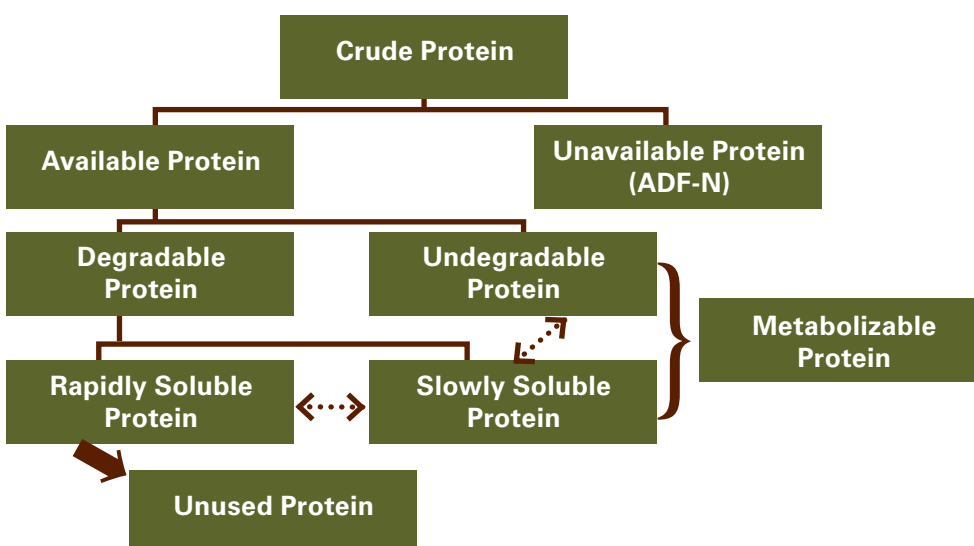 Crude Protein
Available Protein
Unavailable Protein
(ADF-N)
Degradable
Protein
Undegradable
Protein
Metabolizable
Protein
Rapidly Soluble
Protein
Slowly Soluble
Protein
Unused Protein